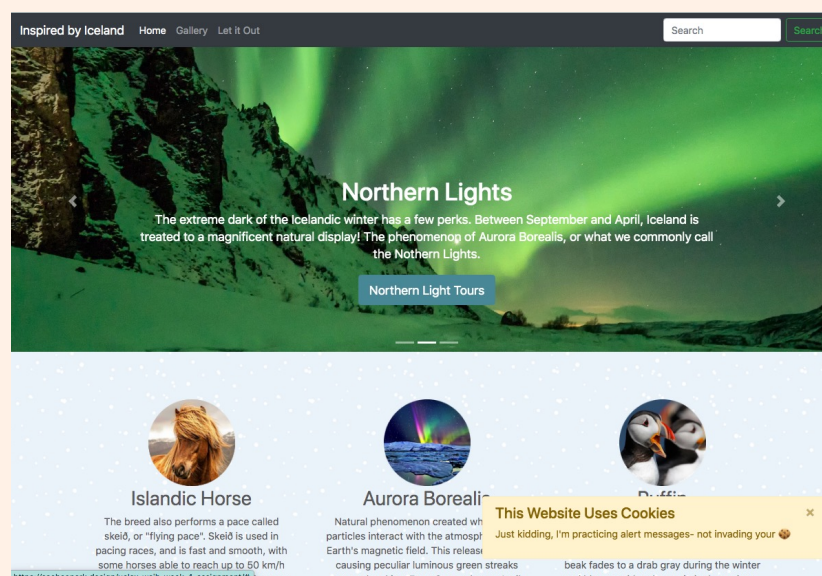 Inspired by Iceland Home Gallery Let it Out Search Search
Northern Lights
The extreme dark of the Icelandic winter has a few perks. Between September and April, Iceland is
treated to a magnificent natural display! The phenomenon of Aurora Borealis, or what we commonly call
the Nothern Lights.
Northern Light Tours
Islandic Horse
The breed also performs a pace called
skeið, or "flying pace". Skeið is used in
pacing races, and is fast and smooth, with
some horses able to reach up to 50 km/h
Aurora Borealis
Natural phenomenon created wh
particles interact with the atmosph
Earth's magnetic field. This release
causing peculiar luminous green streaks
Puffin
beak fades to a drab gray during the winter
This Website Uses Cookies ×
Just kidding, I'm practicing alert messages- not invading your 🍪